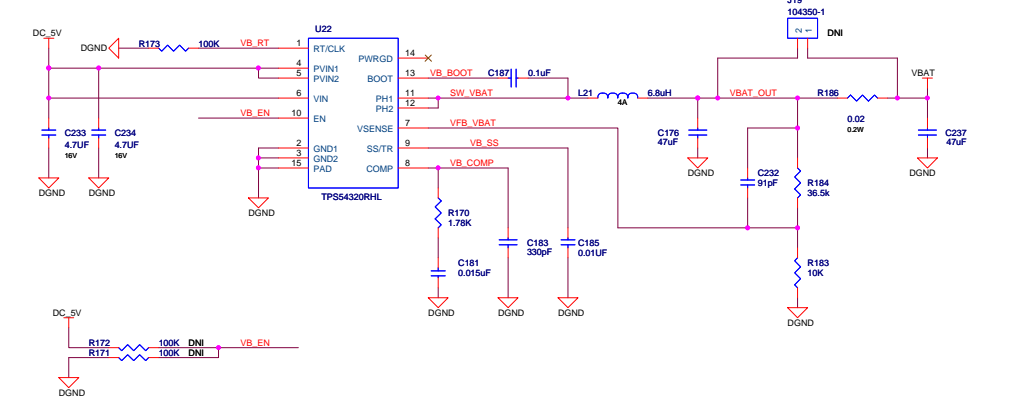 J19
104350-1
DNI
2 1
DC_5V
DGND
R173
100K
VB_RT
U22
1
RT/CLK
4
PVIN1
5
PVIN2
6
VIN
VB_EN
10
EN
2
GND1
3
GND2
15
PAD
PWRGD
14
BOOT
13
VB_BOOT
C187
0.1uF
PH1
11
SW_VBAT
PH2
12
VSENSE
7
VFB_VBAT
SS/TR
9
VB_SS
COMP
8
VB_COMP
TPS54320RHL
L21
4A
6.8uH
VBAT_OUT
R186
0.02
0.2W
VBAT
C233
4.7UF
16V
C234
4.7UF
16V
DGND
DGND
DGND
C176
47uF
DGND
C237
47uF
DGND
C232
91pF
R184
36.5k
R183
10K
DGND
R170
1.78K
C181
0.015uF
C183
330pF
C185
0.01UF
DGND
DGND
DGND
DC_5V
R172
100K
DNI
VB_EN
R171
100K
DNI
DGND